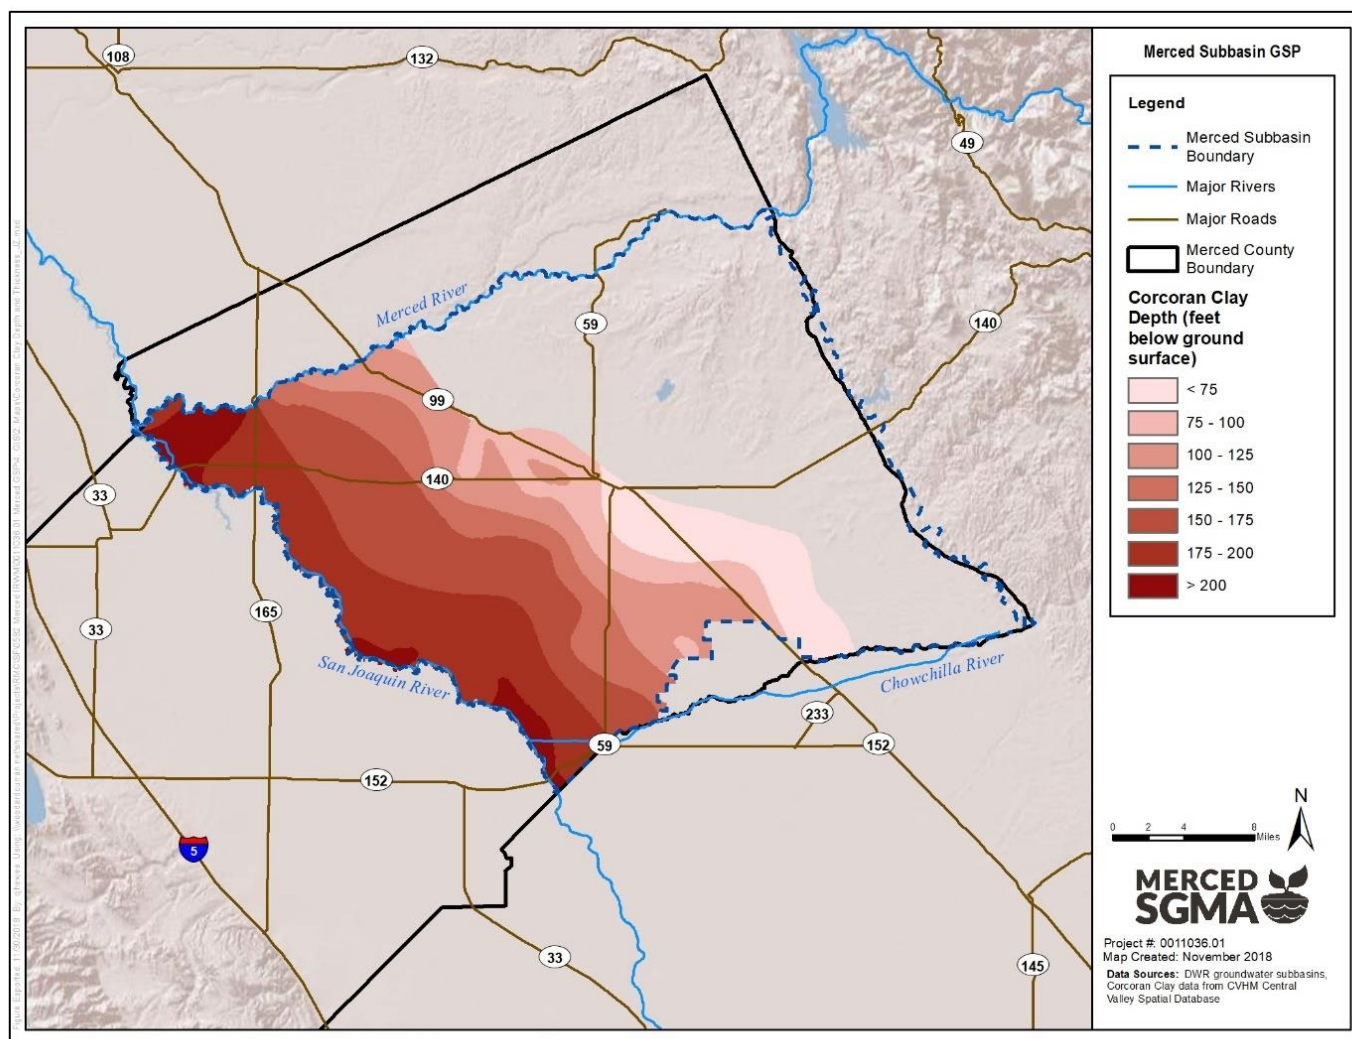 Merced Subbasin GSP
Legend
Merced Subbasin
Boundary
Major Rivers
Major Roads
Merced County
Boundary
Corcoran Clay
Depth (feet
below ground
surface)
< 75
75 - 100
100 - 125
125 - 150
150 - 175
175 - 200
> 200
108
132
49
Merced River
59
140
99
140
33
165
33
San Joaquin River
Chowchilla River
233
59
152
152
5
33
145
N
0 2 4 8
Miles
MERCED
SGMA
Project #: 0011036.01
Map Created: November 2018
Data Sources: DWR groundwater subbasins,
Corcoran Clay data from CVHM Central
Valley Spatial Database